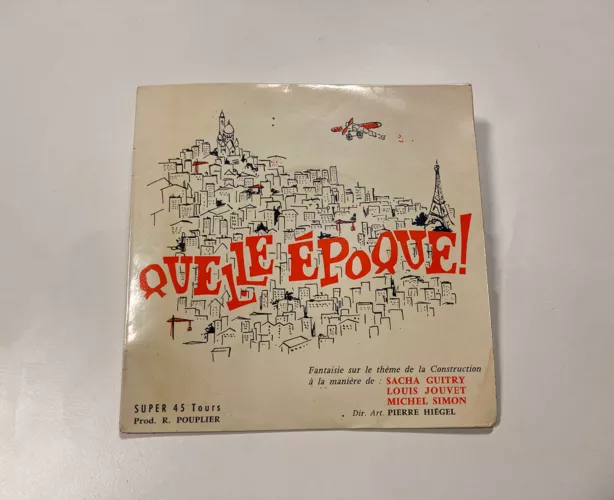 QUELLE ÉPOQUE!
Fantaisie sur le thème de la Construction
à la manière de : SACHA GUITRY
LOUIS JOUVET
MICHEL SIMON
Dir. Art. PIERRE HIÉGEL
SUPER 45 Tours
Prod. R. POUPLIER